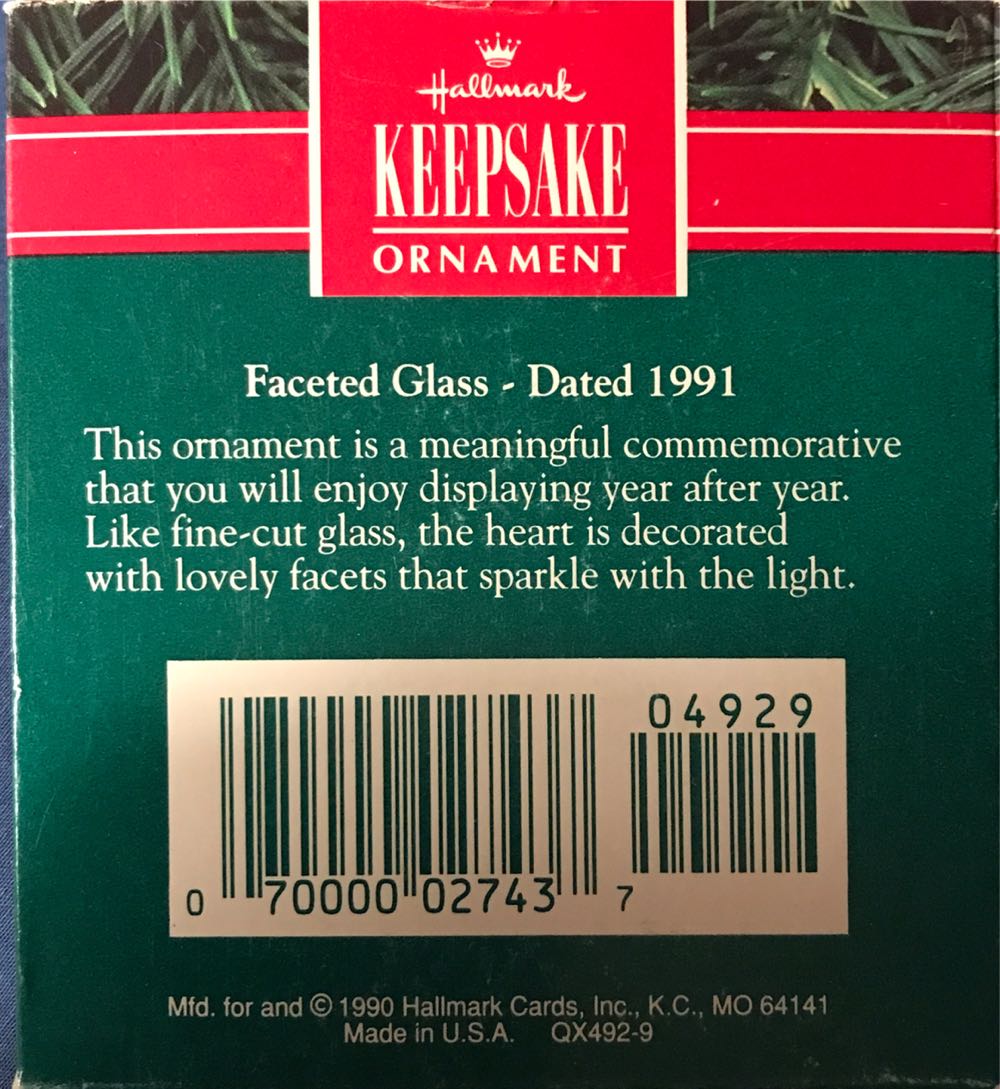 Hallmark
KEEPSAKE
ORNAMENT
Faceted Glass - Dated 1991
This ornament is a meaningful commemorative
that you will enjoy displaying year after year.
Like fine-cut glass, the heart is decorated
with lovely facets that sparkle with the light.
04929
0 70000 02743 7
Mfd. for and © 1990 Hallmark Cards, Inc., K.C., MO 64141
Made in U.S.A. QX492-9